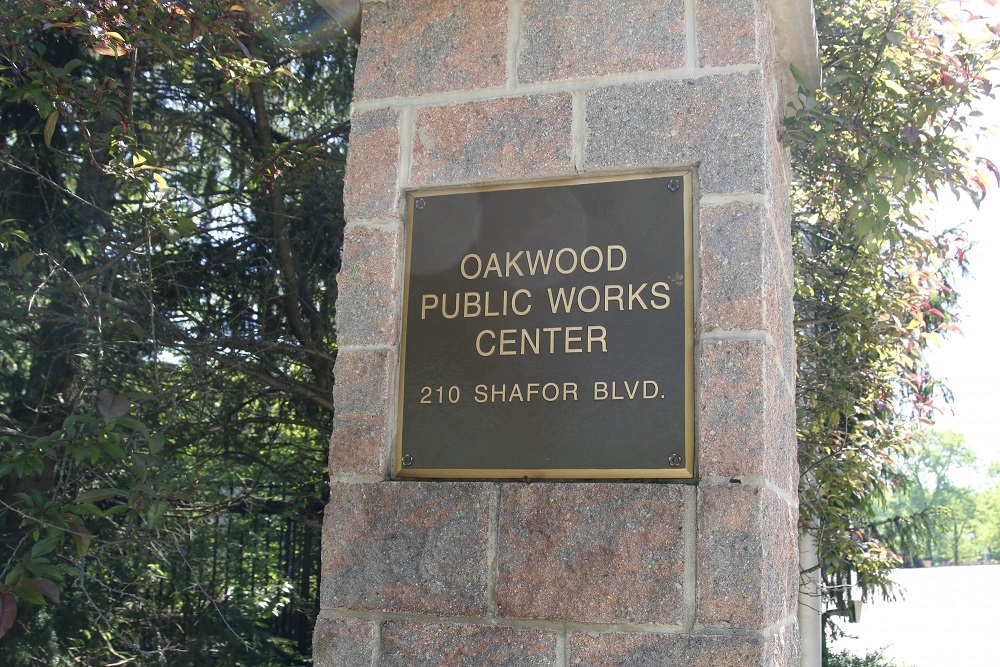 OAKWOOD
PUBLIC WORKS
CENTER
210 SHAFOR BLVD.